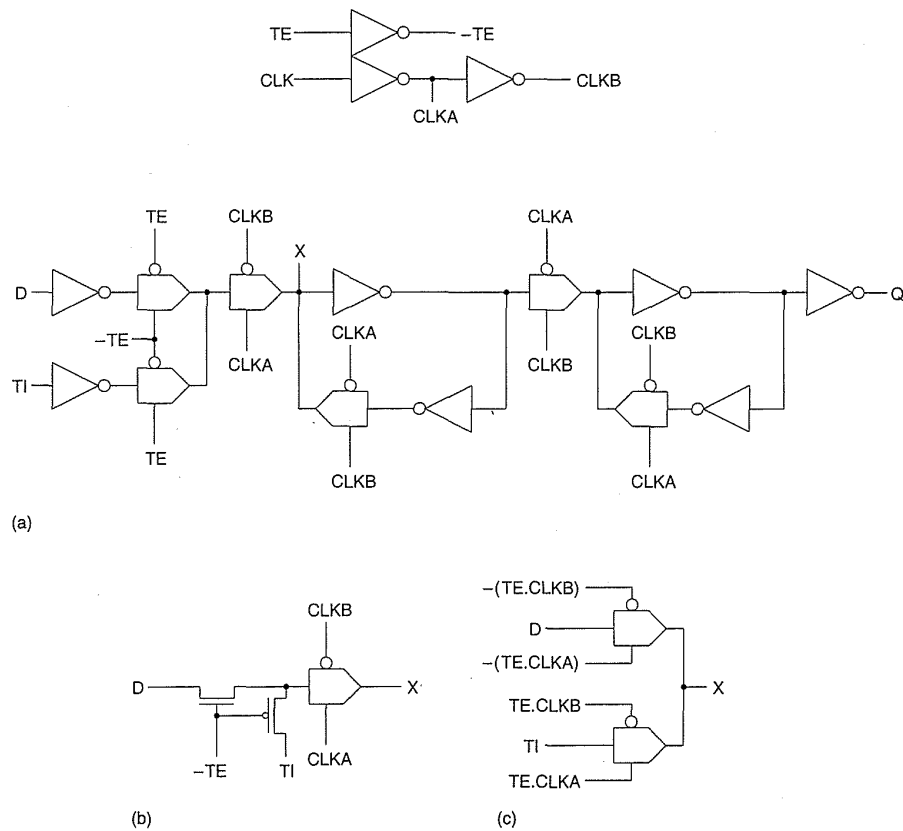 TE
-TE
CLK
CLKB
CLKA
TE
CLKB
X
CLKA
D
Q
-TE
CLKA
CLKA
CLKB
CLKB
TI
TE
CLKB
CLKA
(a)
CLKB
D
X
-TE
TI
CLKA
(b)
-(TE.CLKB)
D
-(TE.CLKA)
X
TE.CLKB
TI
TE.CLKA
(c)